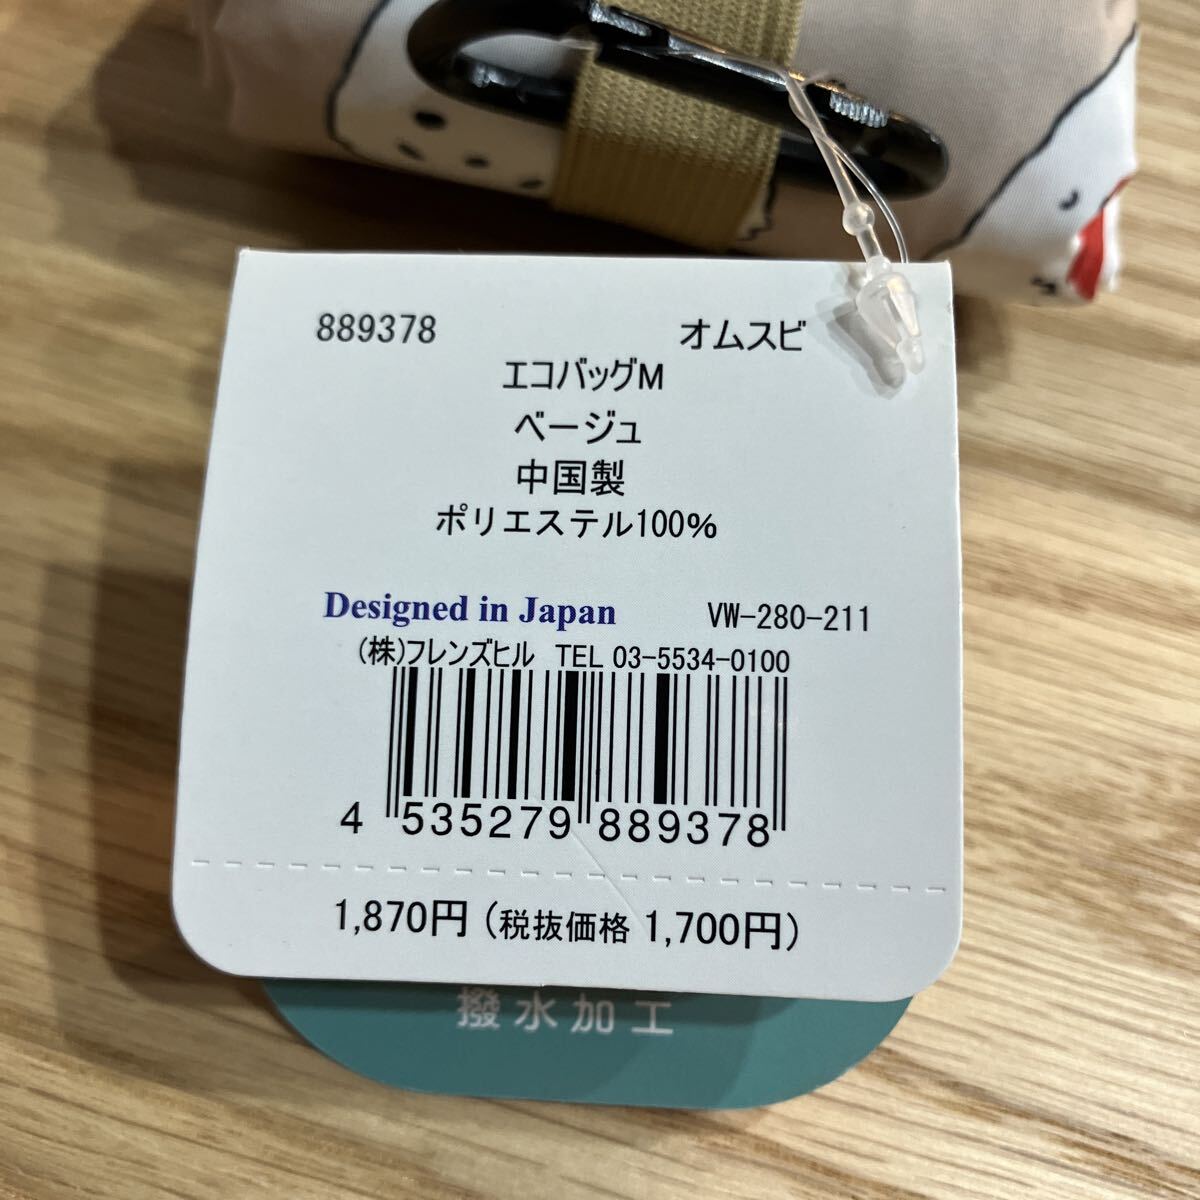 889378 オムスビ
エコバッグM
ベージュ
中国製
ポリエステル100%
Designed in Japan VW-280-211
(株)フレンズヒル TEL 03-5534-0100
4 535279 889378
1,870円 (税抜価格 1,700円)
撥水加工